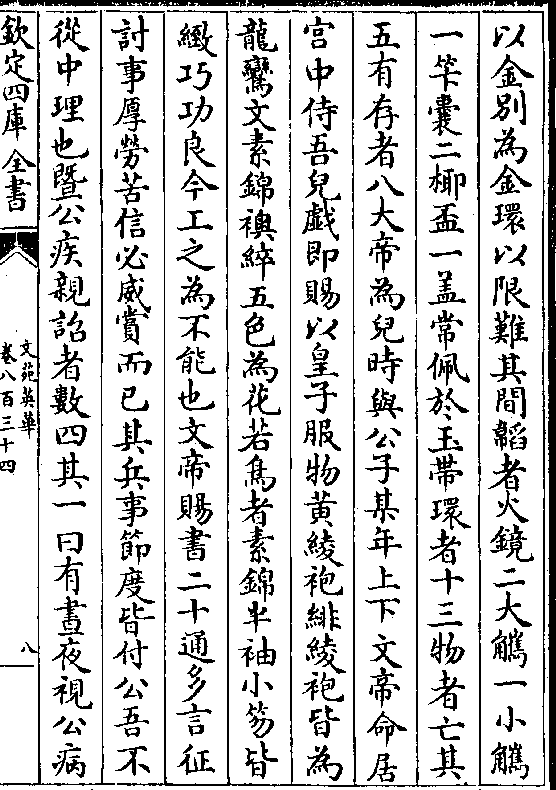 以金别為金環以限難其間韜者火鏡二大觽一小觽
一筭囊二椰盃一盖常佩於玉帶環者十三物者亡其
五有存者八大帝為兒時與公子某年上下文帝命居
宫中侍吾兒戯即賜以皇子服物黄綾袍緋綾袍皆為
龍鸞文素錦襖綷五色為花若鳥者素錦半袖小笏皆
緻巧功良今工之為不能也文帝賜書二十通多言征
討事厚勞苦信必威賞而已其兵事節度皆付公吾不
從中理也暨公疾親詔者數四其一曰有晝夜視公病
欽定四庫全書
文苑英華
卷八百三十四
八